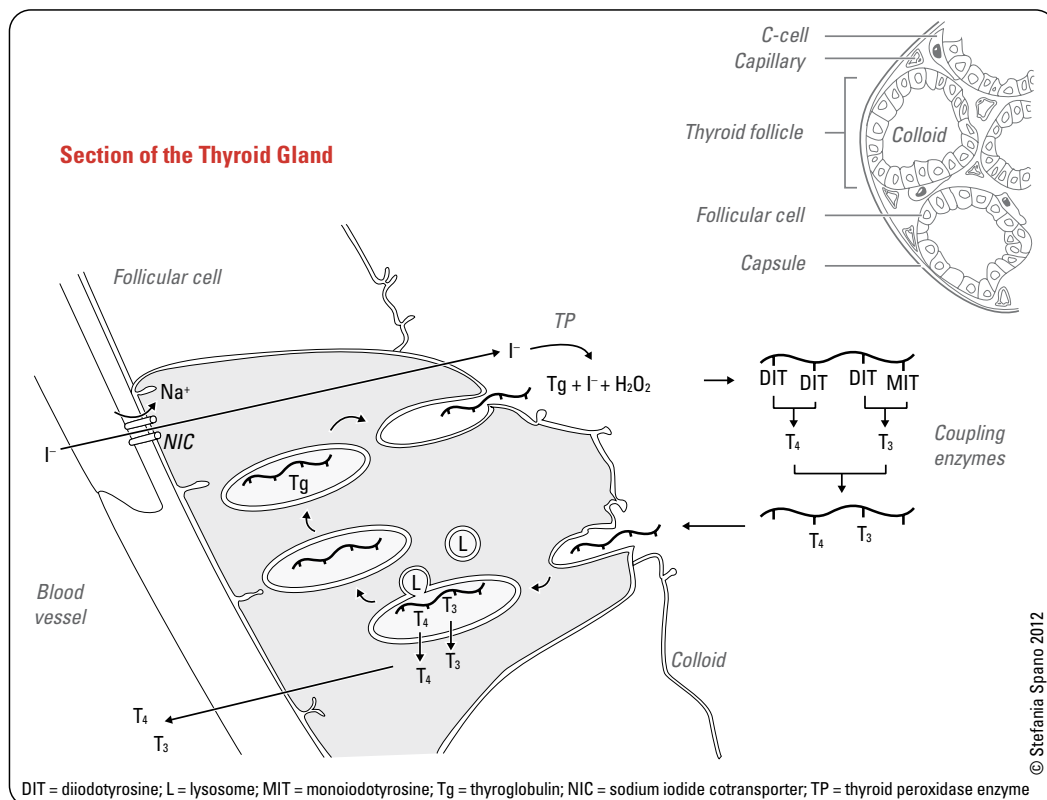 C-cell
Capillary
Thyroid follicle
Colloid
Follicular cell
Capsule
Section of the Thyroid Gland
Follicular cell
TP
I⁻
Tg + I⁻ + H₂O₂
Na⁺
NIC
I⁻
DIT
DIT
DIT
MIT
T₄
T₃
Coupling
enzymes
T₄
T₃
Tg
L
L
T₄
T₃
T₄
T₃
Blood
vessel
Colloid
T₄
T₃
© Stefania Spano 2012
DIT = diiodotyrosine; L = lysosome; MIT = monoiodotyrosine; Tg = thyroglobulin; NIC = sodium iodide cotransporter; TP = thyroid peroxidase enzyme